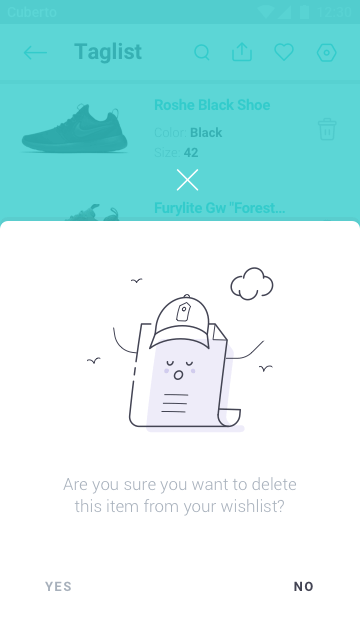 Cuberto
12:30
Taglist
Roshe Black Shoe
Color: Black
Size: 42
Furylite Gw "Forest...
Are you sure you want to delete
this item from your wishlist?
YES
NO